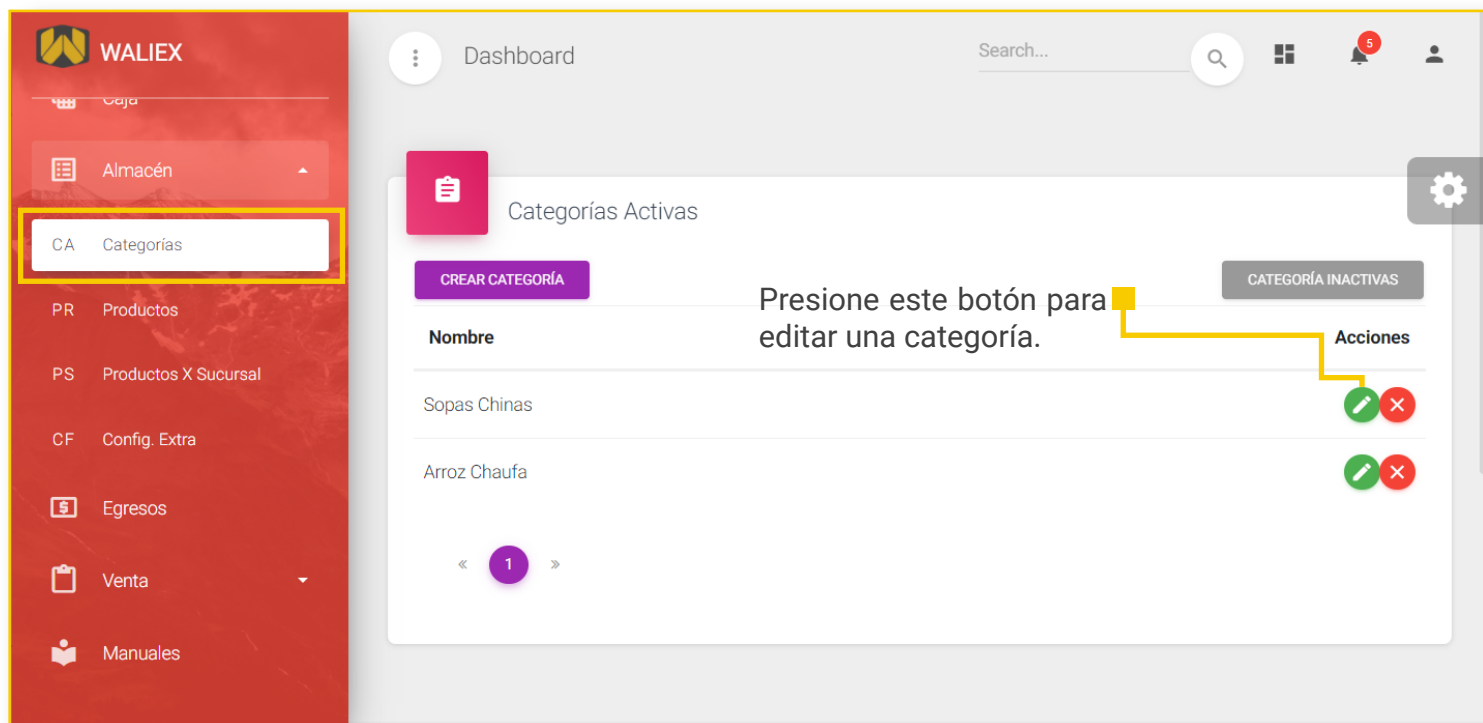 WALIEX
Caja
Almacén
CA Categorías
PR Productos
PS Productos X Sucursal
CF Config. Extra
Egresos
Venta
Manuales
Dashboard
Search...
5
Categorías Activas
CREAR CATEGORÍA
CATEGORÍA INACTIVAS
Presione este botón para
editar una categoría.
Nombre
Acciones
Sopas Chinas
Arroz Chaufa
« 1 »